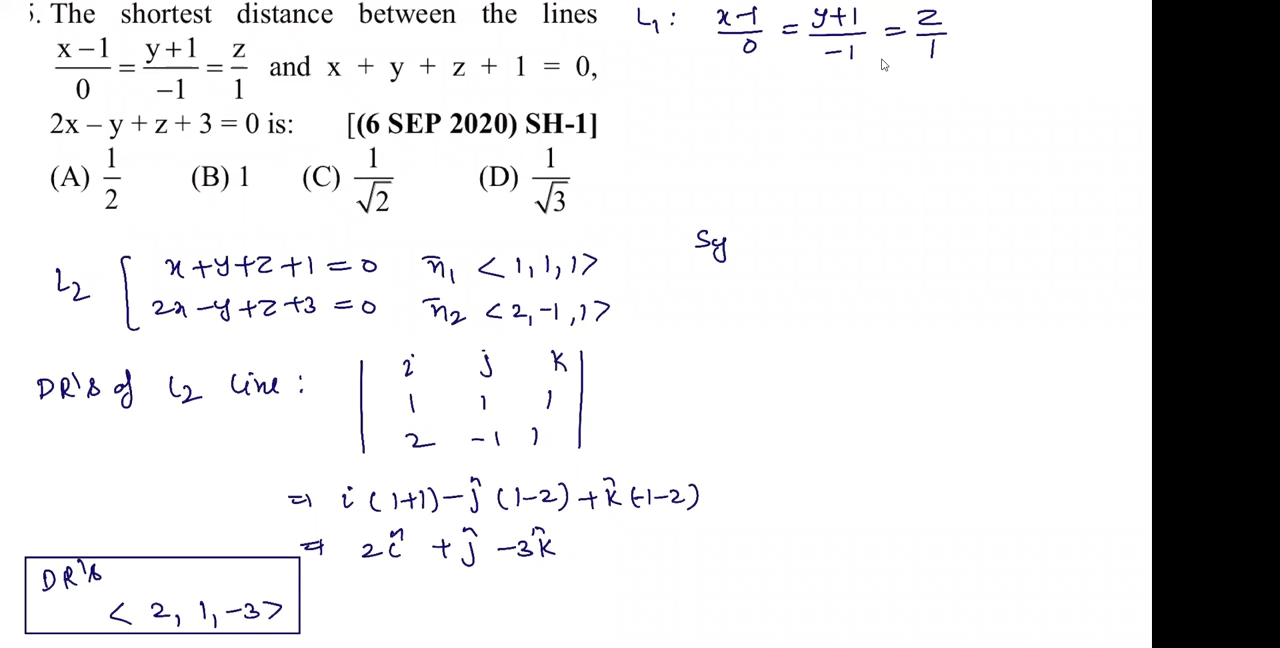 5. The shortest distance between the lines
x−1/0 = y+1/−1 = z/1 and x + y + z + 1 = 0,
2x – y + z + 3 = 0 is: [(6 SEP 2020) SH-1]
(A) 1/2 (B) 1 (C) 1/√2 (D) 1/√3
L₁: x-1/0 = y+1/-1 = z/1
Sy
L₂ [ x+y+z+1=0 n̄₁ <1,1,1>
2x-y+z+3=0 n̄₂ <2,-1,1>
DR'S of L₂ Line: | i j k |
| 1 1 1 |
| 2 -1 1 |
⇒ i(1+1)-ĵ(1-2)+k̂(-1-2)
⇒ 2î +ĵ -3k̂
DR'S
<2,1,-3>